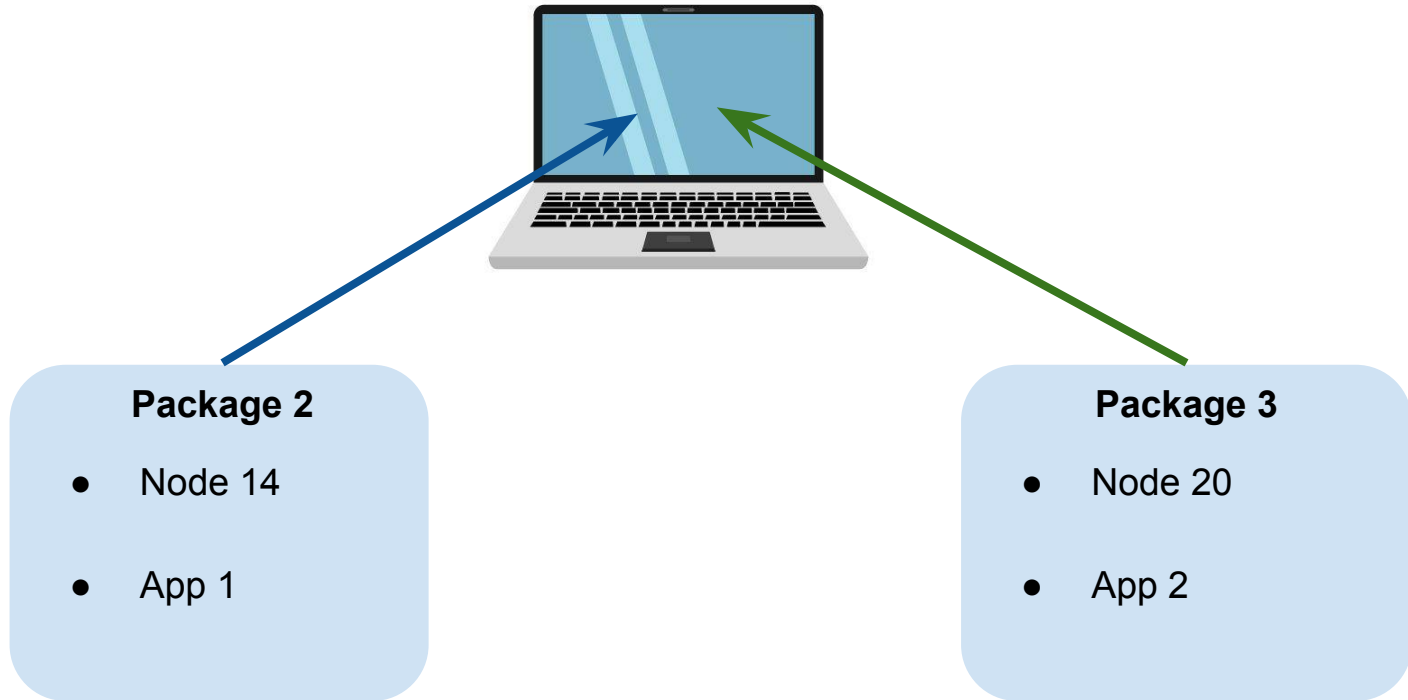 Package 2
● Node 14
● App 1
Package 3
● Node 20
● App 2